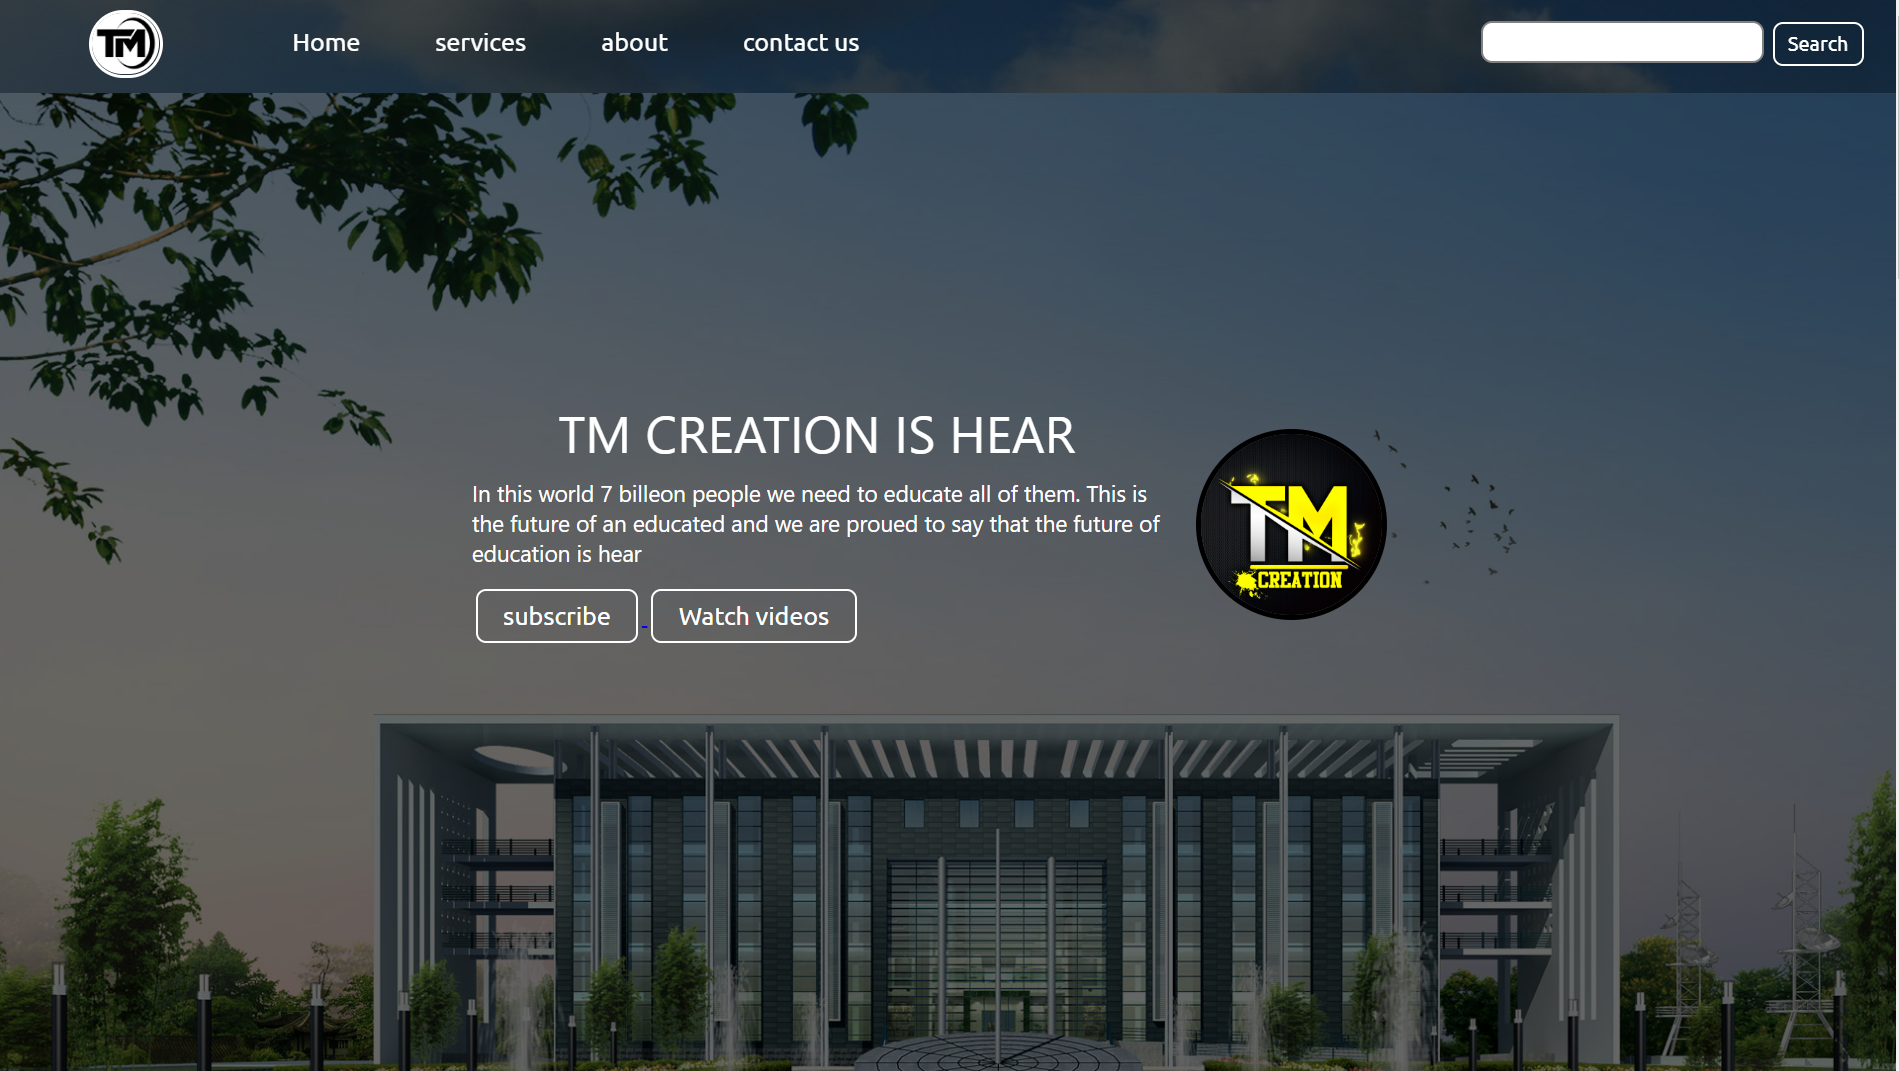 TM
Home
services
about
contact us
Search
TM CREATION IS HEAR
In this world 7 billeon people we need to educate all of them. This is
the future of an educated and we are proued to say that the future of
education is hear
TM
CREATION
subscribe
Watch videos